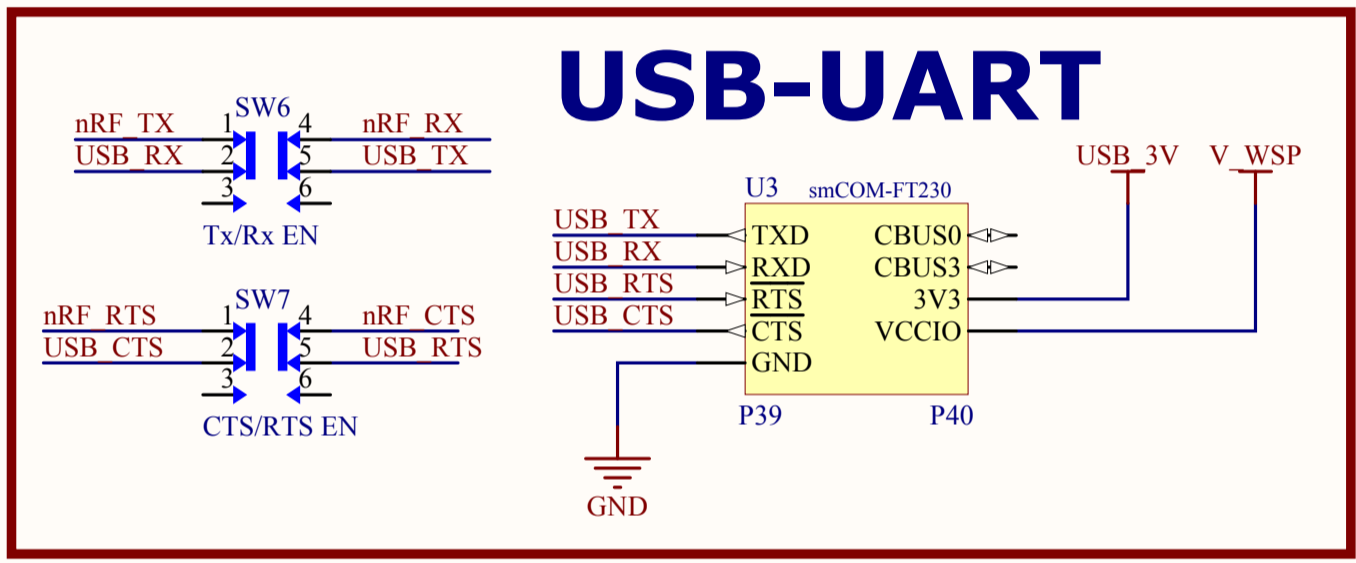 USB-UART
SW6
nRF_TX 1 4 nRF_RX
USB_RX 2 5 USB_TX
3 6
Tx/Rx EN
SW7
nRF_RTS 1 4 nRF_CTS
USB_CTS 2 5 USB_RTS
3 6
CTS/RTS EN
USB_3V V_WSP
U3 smCOM-FT230
USB_TX TXD CBUS0
USB_RX RXD CBUS3
USB_RTS RTS 3V3
USB_CTS CTS VCCIO
GND
P39 P40
GND